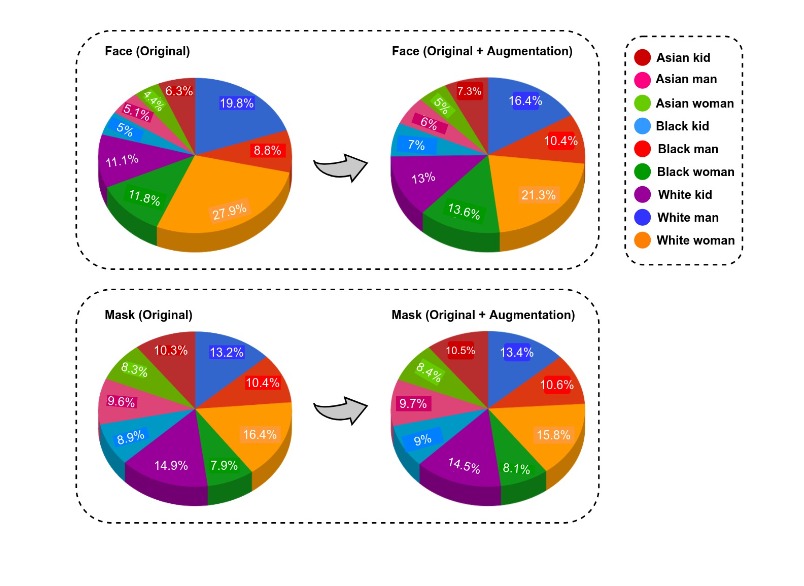 Face (Original)
6.3%
19.8%
4.4%
5.1%
5%
8.8%
11.1%
11.8%
27.9%
Face (Original + Augmentation)
7.3%
16.4%
5%
6%
10.4%
7%
13%
21.3%
13.6%
Asian kid
Asian man
Asian woman
Black kid
Black man
Black woman
White kid
White man
White woman
Mask (Original)
10.3%
13.2%
8.3%
10.4%
9.6%
8.9%
16.4%
14.9%
7.9%
Mask (Original + Augmentation)
10.5%
13.4%
8.4%
10.6%
9.7%
9%
15.8%
14.5%
8.1%